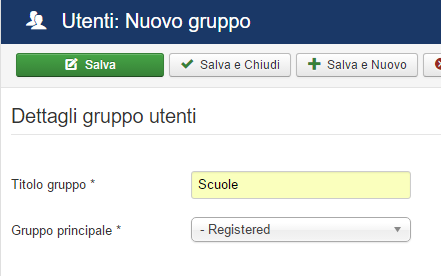 Utenti: Nuovo gruppo
Salva
Salva e Chiudi
Salva e Nuovo
Dettagli gruppo utenti
Titolo gruppo * Scuole
Gruppo principale * - Registered